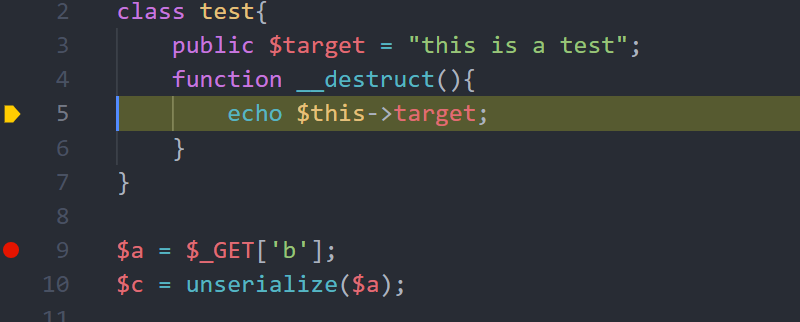 2 class test{
3 public $target = "this is a test";
4 function __destruct(){
5 echo $this->target;
6 }
7 }
8
9 $a = $_GET['b'];
10 $c = unserialize($a);
11